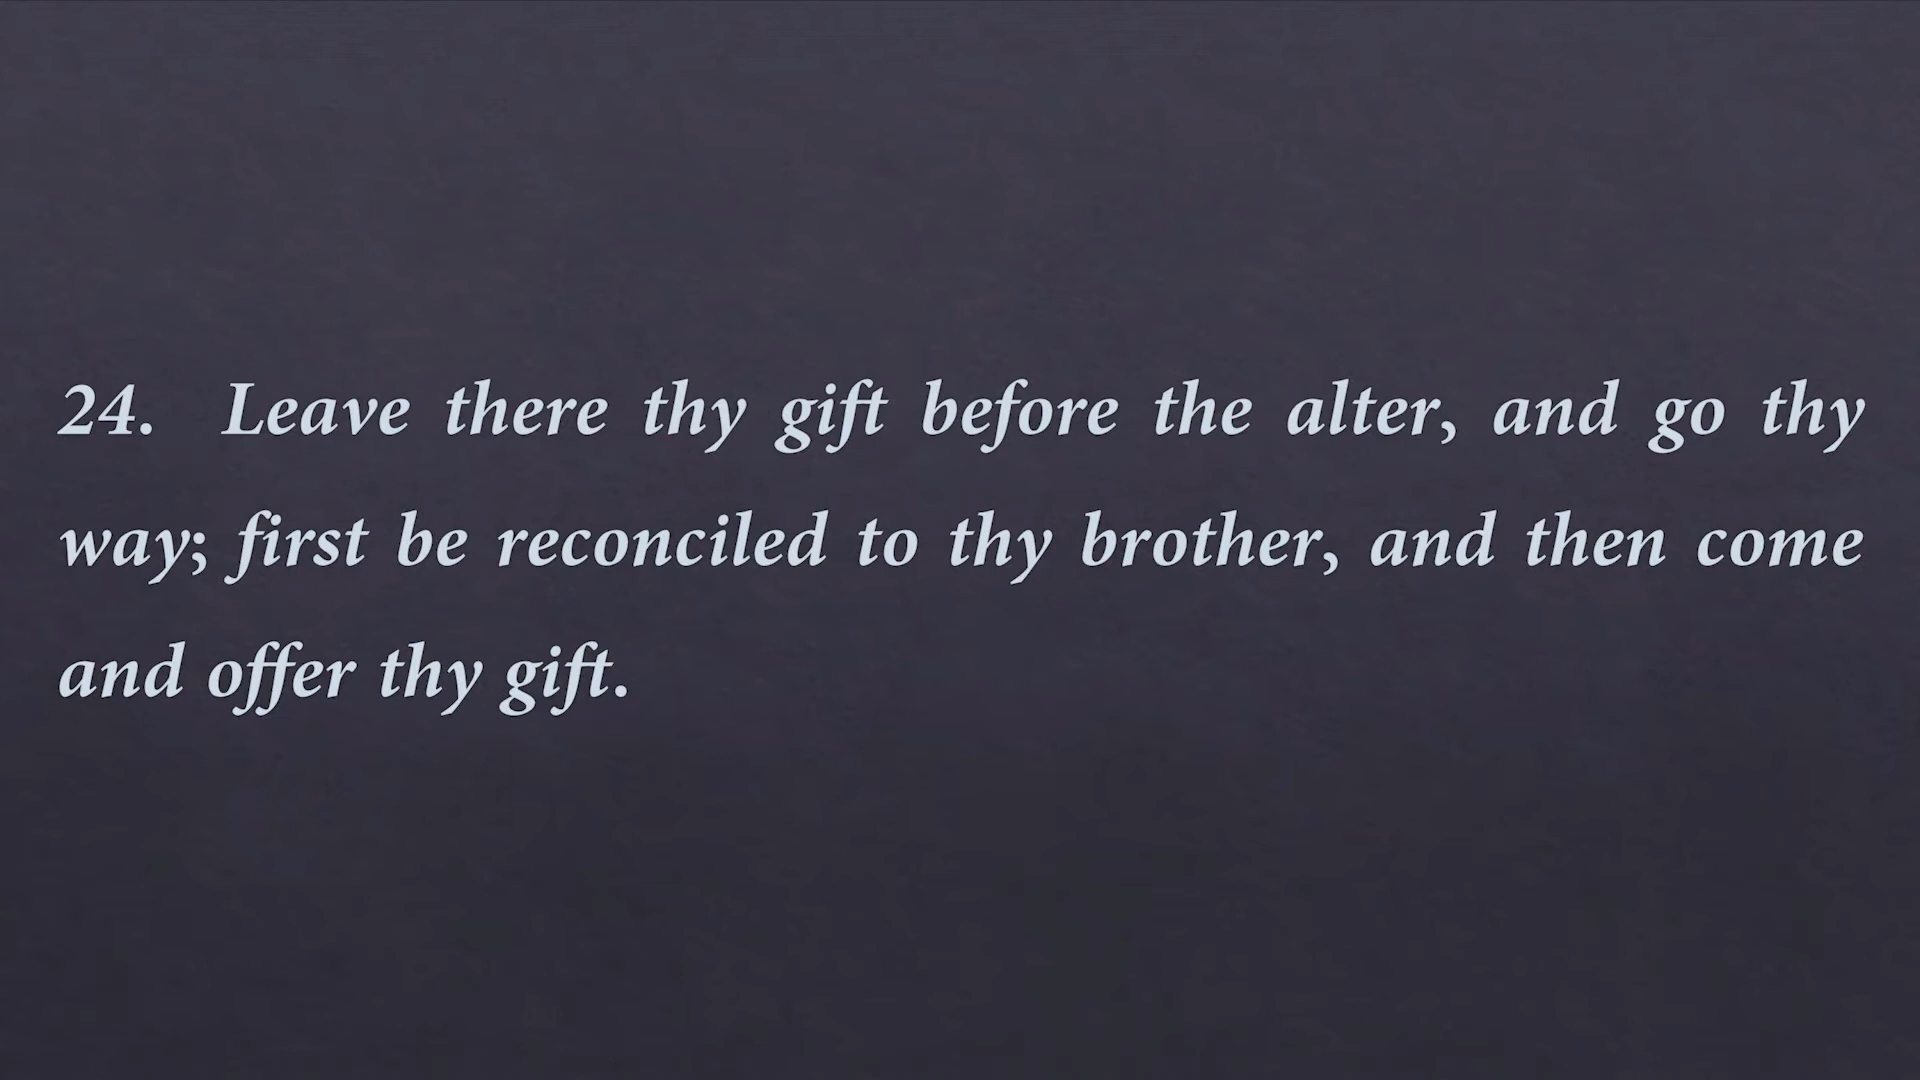 24. Leave there thy gift before the alter, and go thy
way; first be reconciled to thy brother, and then come
and offer thy gift.